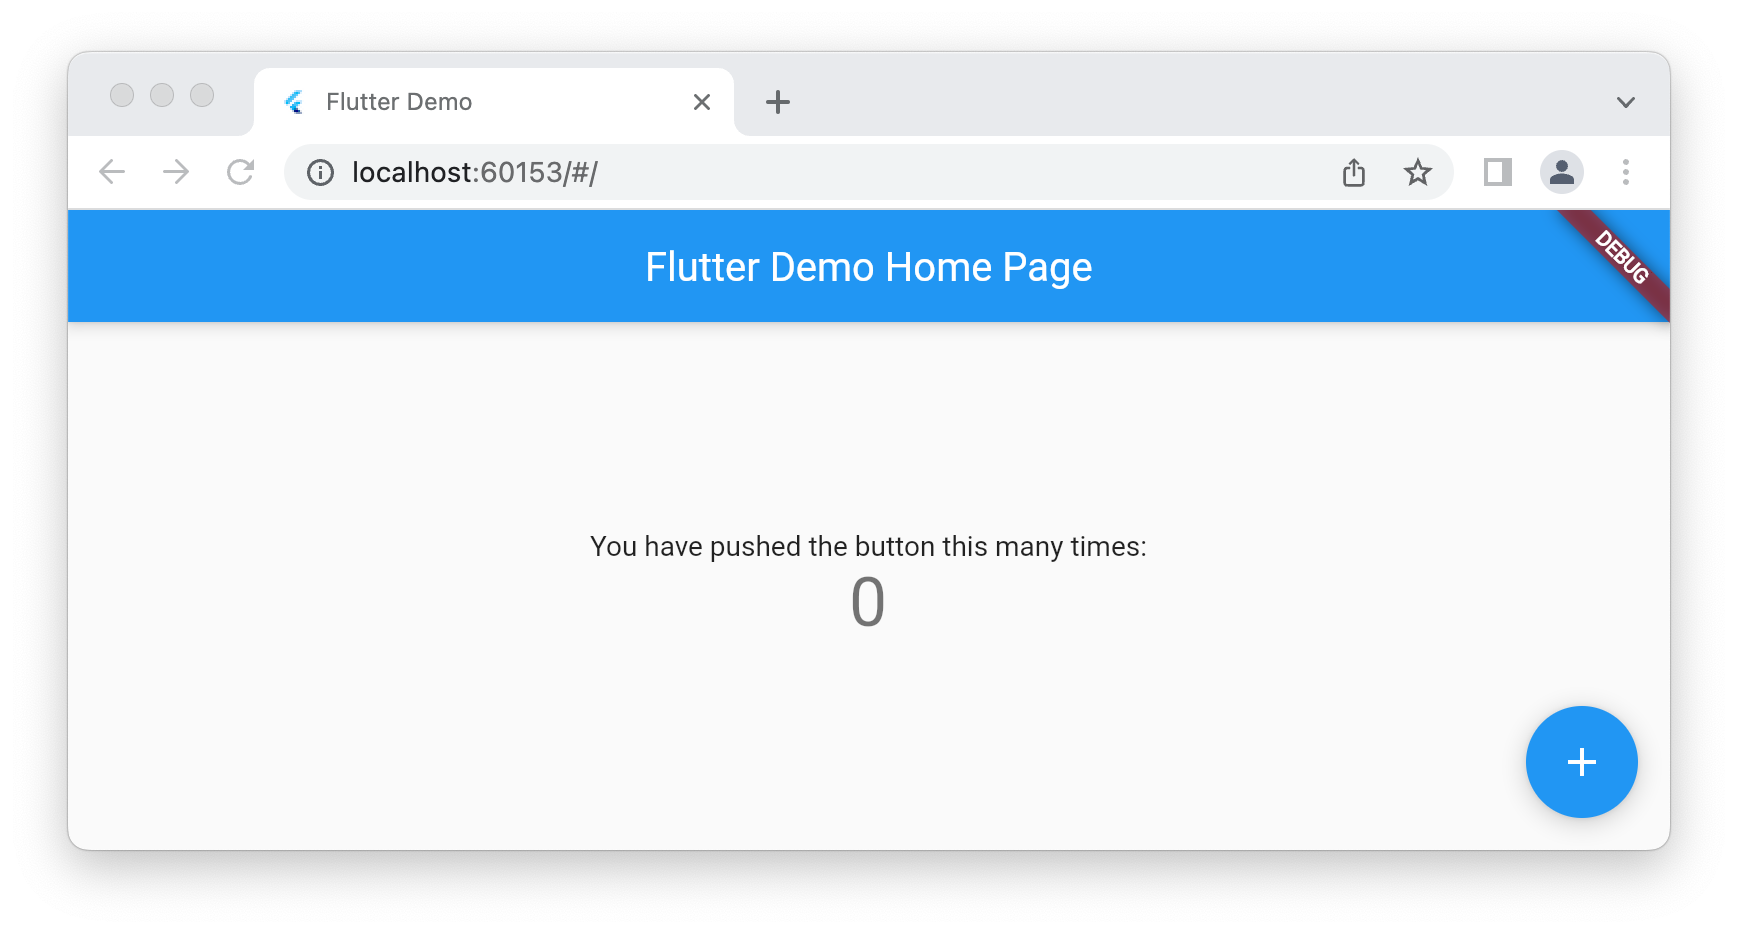 Flutter Demo
localhost:60153/#/
Flutter Demo Home Page
DEBUG
You have pushed the button this many times:
0